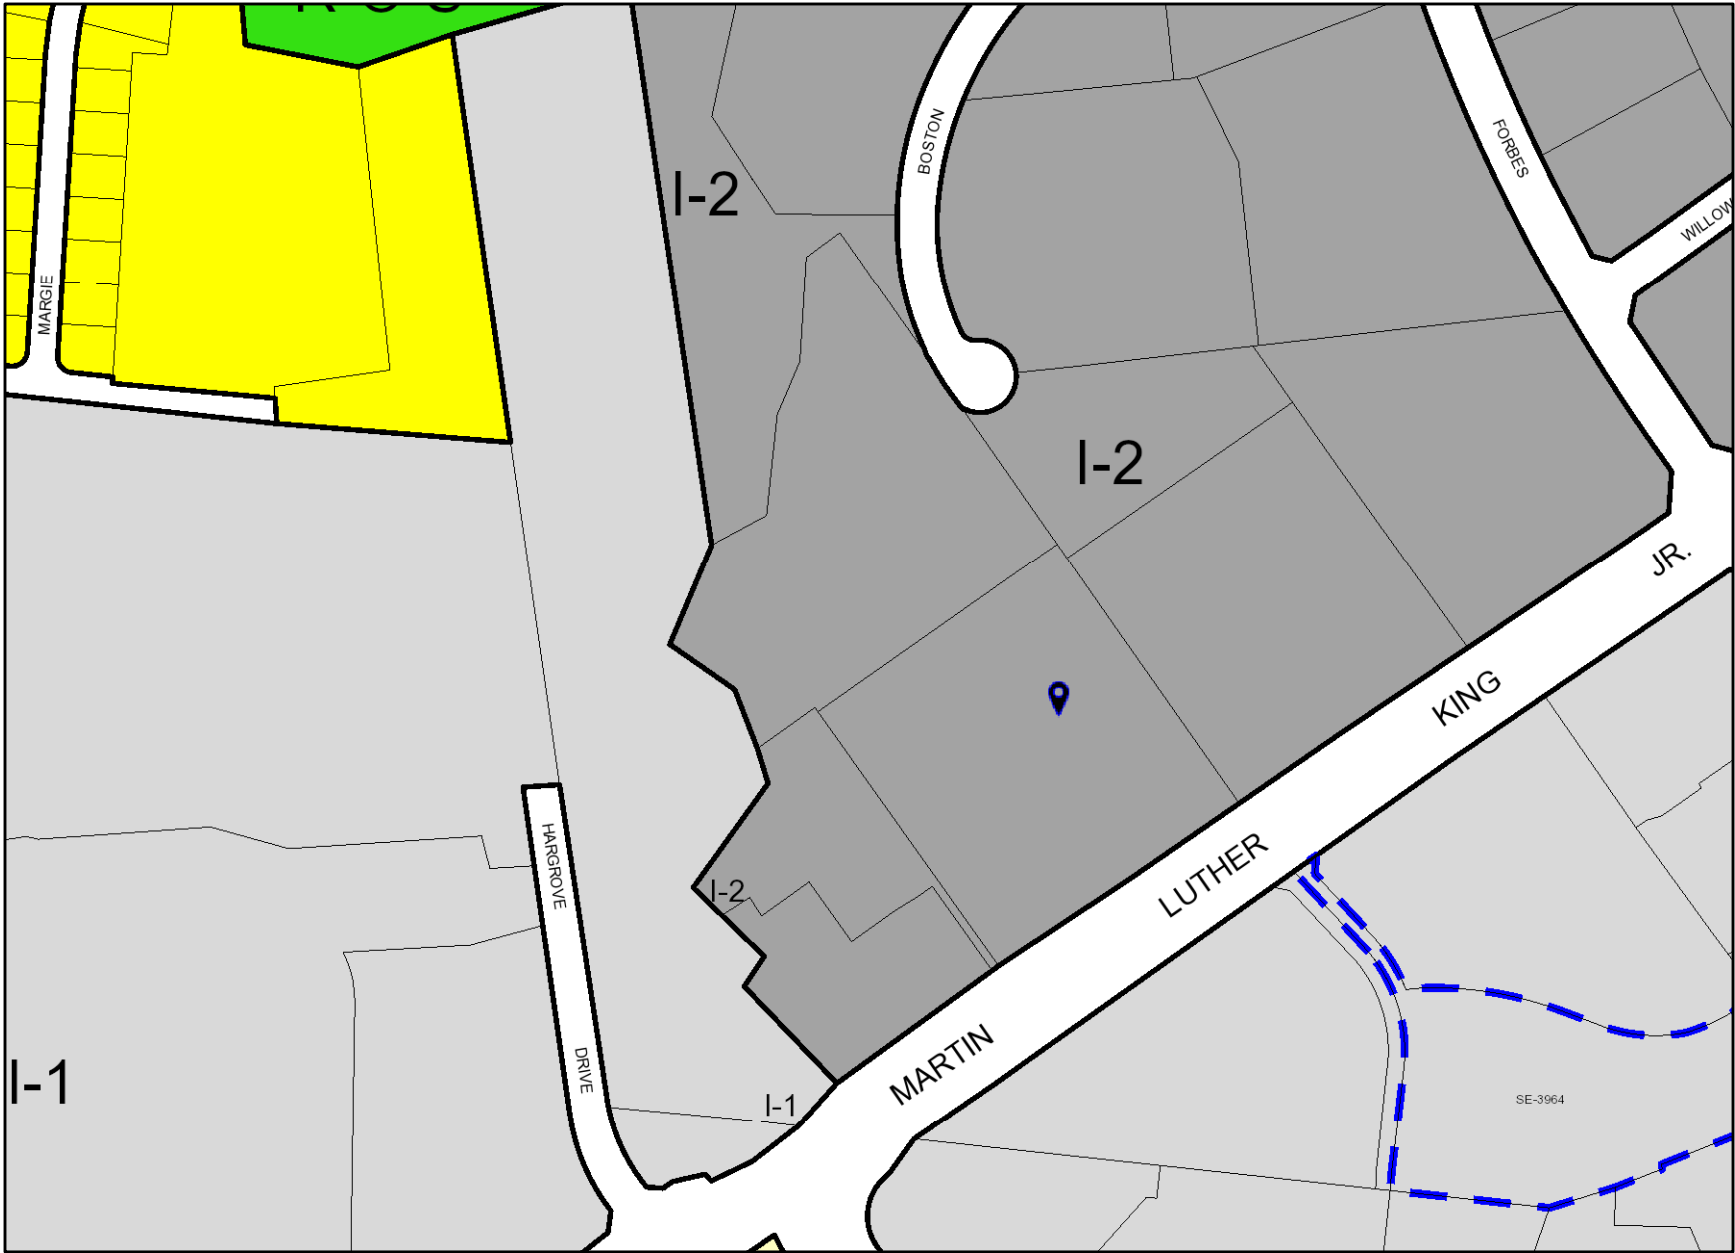 I-2
BOSTON
FORBES
WILLOW
MARGIE
I-2
JR.
KING
LUTHER
HARGROVE
I-2
MARTIN
DRIVE
I-1
I-1
SE-3964